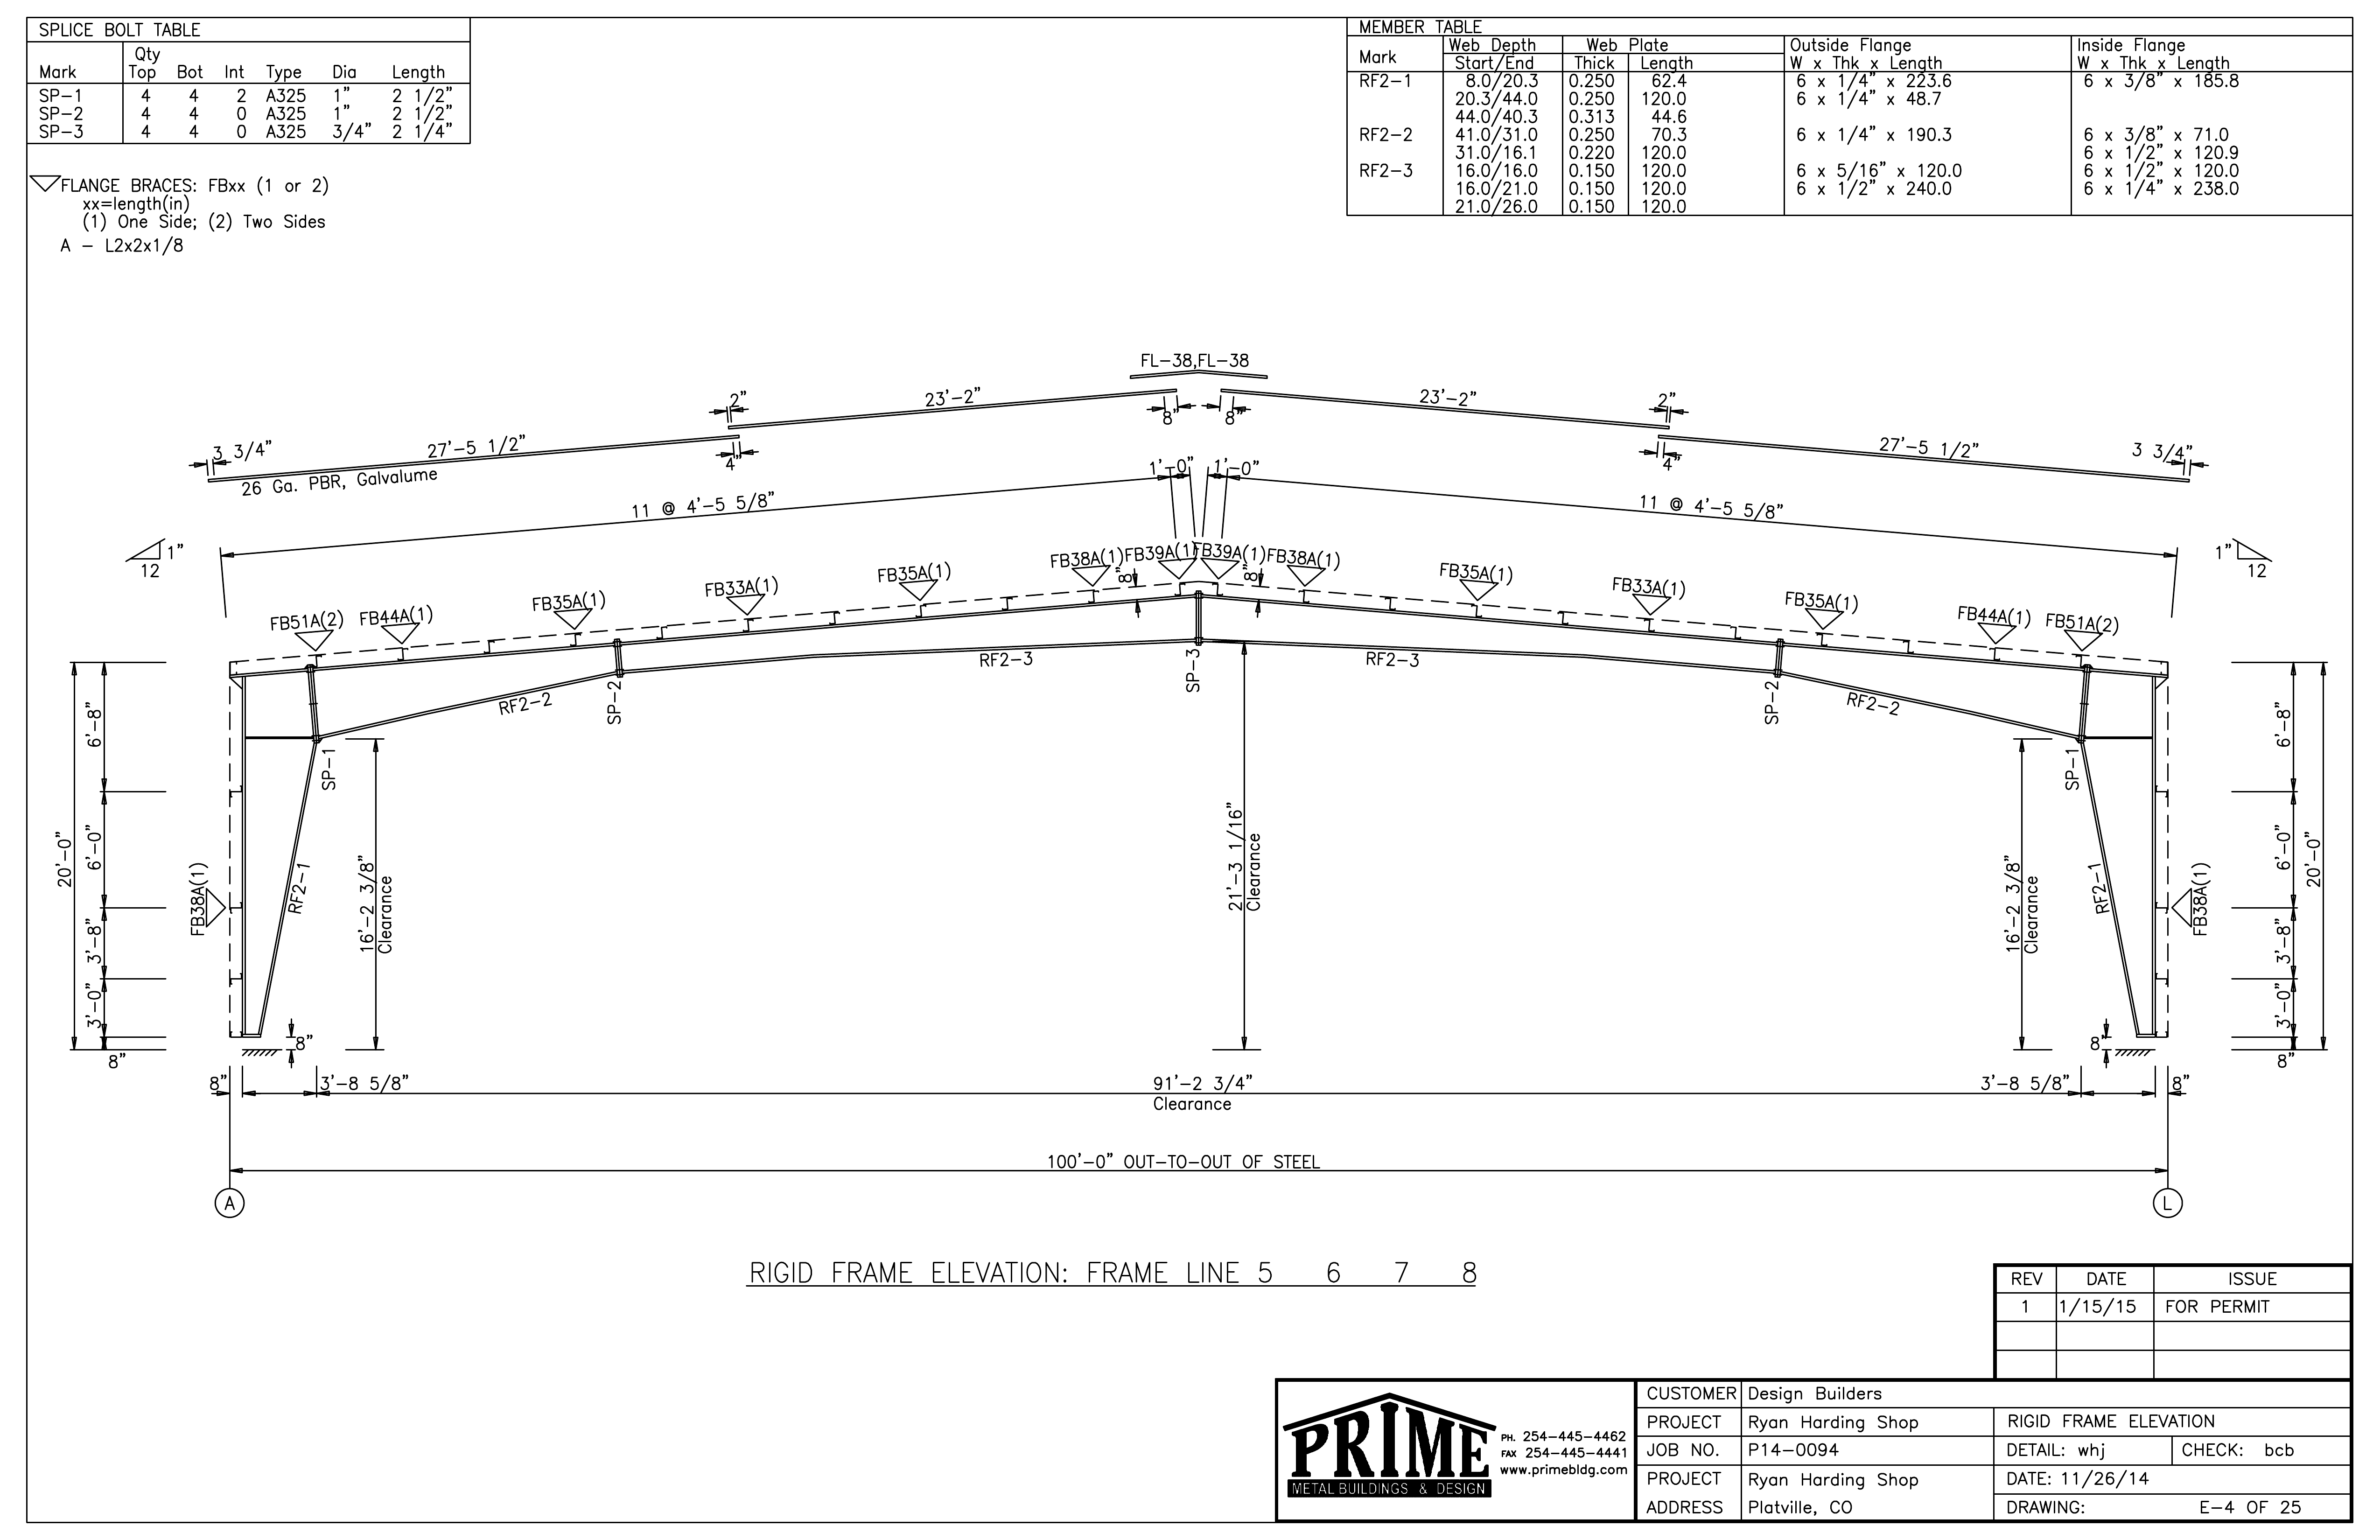 SPLICE BOLT TABLE
Qty
Mark Top Bot Int Type Dia Length
SP-1 4 4 2 A325 1" 2 1/2"
SP-2 4 4 0 A325 1" 2 1/2"
SP-3 4 4 0 A325 3/4" 2 1/4"
FLANGE BRACES: FBxx (1 or 2)
xx=length(in)
(1) One Side; (2) Two Sides
A - L2x2x1/8
MEMBER TABLE
Mark Web Depth Web Plate Outside Flange Inside Flange
Start/End Thick Length W x Thk x Length W x Thk x Length
RF2-1 8.0/20.3 0.250 62.4 6 x 1/4" x 223.6 6 x 3/8" x 185.8
20.3/44.0 0.250 120.0 6 x 1/4" x 48.7
44.0/40.3 0.313 44.6
RF2-2 41.0/31.0 0.250 70.3 6 x 1/4" x 190.3 6 x 3/8" x 71.0
31.0/16.1 0.220 120.0 6 x 1/2" x 120.9
RF2-3 16.0/16.0 0.150 120.0 6 x 5/16" x 120.0 6 x 1/2" x 120.0
16.0/21.0 0.150 120.0 6 x 1/2" x 240.0 6 x 1/4" x 238.0
21.0/26.0 0.150 120.0
FL-38,FL-38
2" 23'-2" 8" 8" 23'-2" 2"
3 3/4" 27'-5 1/2" 4" 4" 27'-5 1/2" 3 3/4"
26 Ga. PBR, Galvalume
1'-0" 1'-0"
11 @ 4'-5 5/8" 11 @ 4'-5 5/8"
1" 12 1" 12
FB51A(2) FB44A(1) FB35A(1) FB33A(1) FB35A(1) FB38A(1) FB39A(1) FB39A(1) FB38A(1) FB35A(1) FB33A(1) FB35A(1) FB44A(1) FB51A(2)
8" 8"
RF2-3 RF2-3
SP-3
RF2-2 SP-2 SP-2 RF2-2
SP-1 SP-1
20'-0" 6'-8" 6'-0" 3'-8" 3'-0" 8"
FB38A(1) RF2-1
16'-2 3/8"
Clearance
21'-3 1/16"
Clearance
16'-2 3/8"
Clearance
RF2-1 FB38A(1)
6'-8" 6'-0" 3'-8" 3'-0" 8" 20'-0"
8" 8"
8" 3'-8 5/8" 91'-2 3/4" 3'-8 5/8" 8"
Clearance
100'-0" OUT-TO-OUT OF STEEL
A L
RIGID FRAME ELEVATION: FRAME LINE 5 6 7 8
REV DATE ISSUE
1 1/15/15 FOR PERMIT
PRIME
METAL BUILDINGS & DESIGN
PH. 254-445-4462
FAX 254-445-4441
www.primebldg.com
CUSTOMER Design Builders
PROJECT Ryan Harding Shop RIGID FRAME ELEVATION
JOB NO. P14-0094 DETAIL: whj CHECK: bcb
PROJECT Ryan Harding Shop DATE: 11/26/14
ADDRESS Platville, CO DRAWING: E-4 OF 25